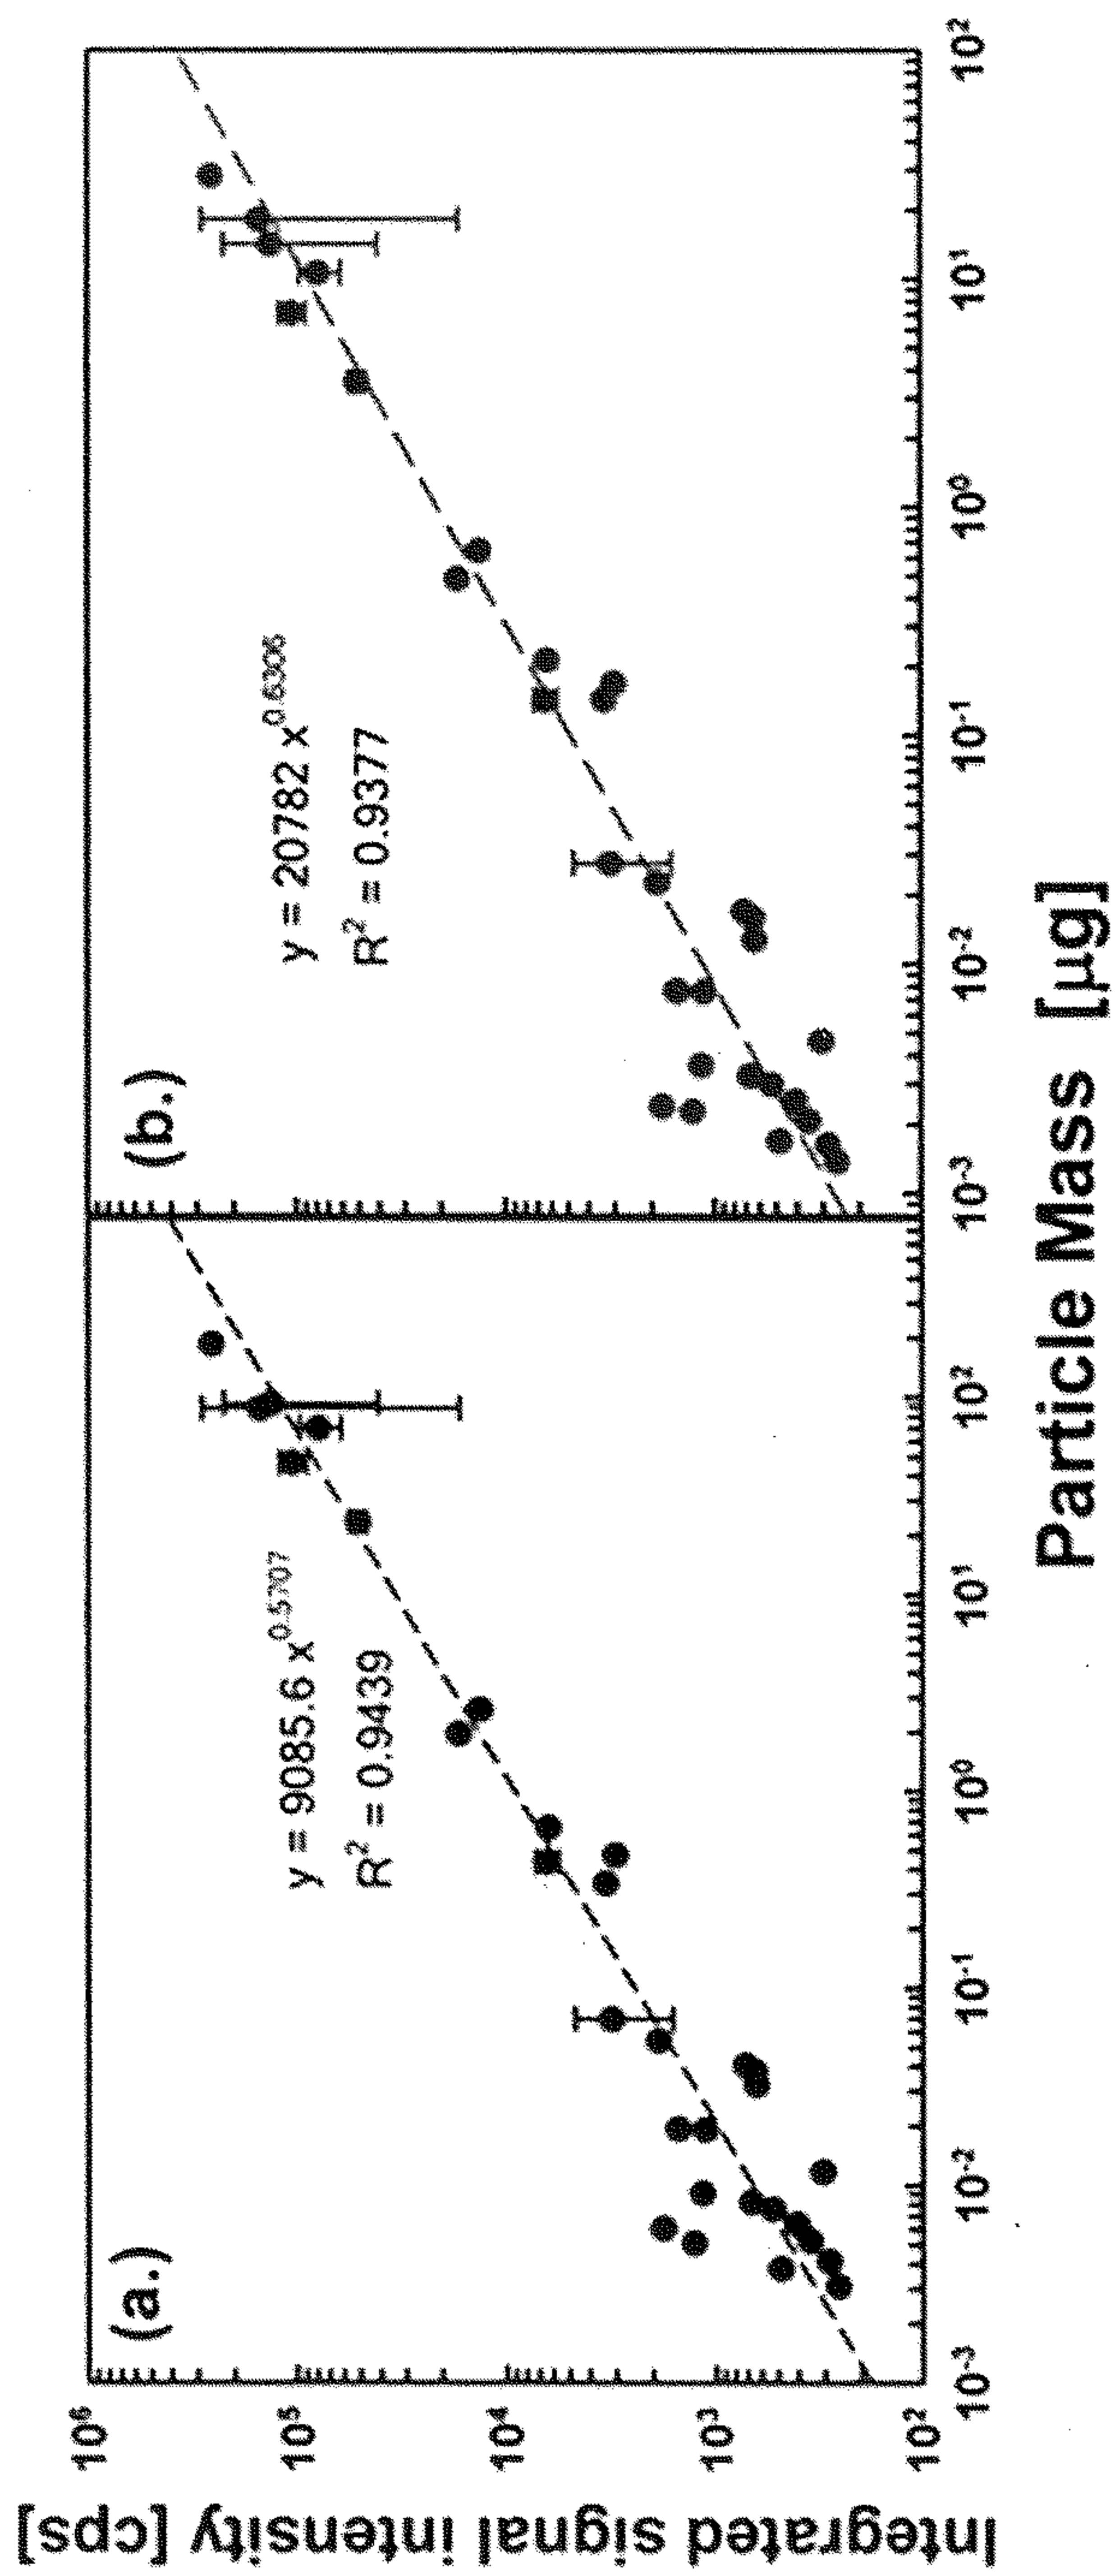 Integrated signal intensity [cps]
10⁶
10⁵
10⁴
10³
10²
(a.)
y = 9085.6 x^0.5707
R² = 0.9439
(b.)
y = 20782 x^0.6306
R² = 0.9377
10⁻³ 10⁻² 10⁻¹ 10⁰ 10¹ 10² 10⁻³ 10⁻² 10⁻¹ 10⁰ 10¹ 10²
Particle Mass [µg]